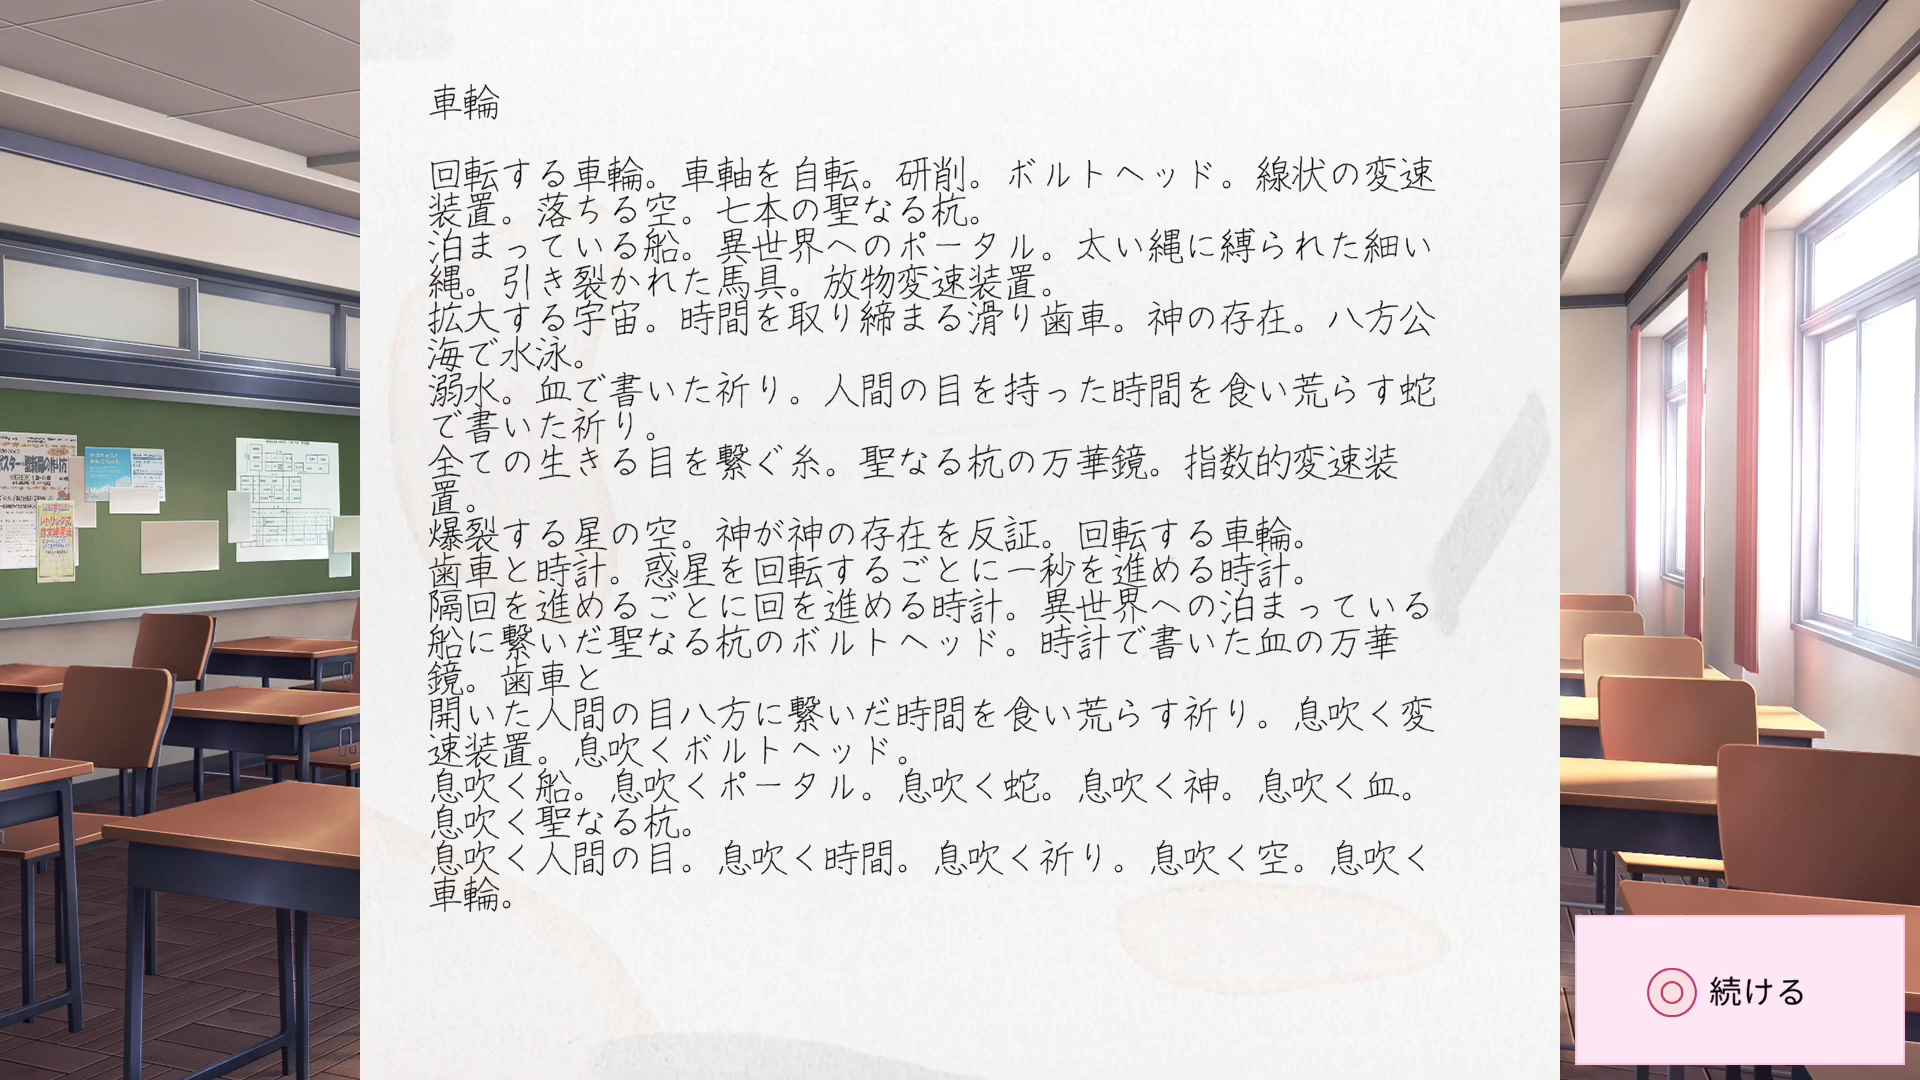 車輪
回転する車輪。車軸を自転。研削。ボルトヘッド。線状の変速
装置。落ちる空。七本の聖なる杭。
泊まっている船。異世界へのポータル。太い縄に縛られた細い
縄。引き裂かれた馬具。放物変速装置。
拡大する宇宙。時間を取り締まる滑り歯車。神の存在。八方公
海で水泳。
溺水。血で書いた祈り。人間の目を持った時間を食い荒らす蛇
で書いた祈り。
全ての生きる目を繋ぐ糸。聖なる杭の万華鏡。指数的変速装
置。
爆裂する星の空。神が神の存在を反証。回転する車輪。
歯車と時計。惑星を回転するごとに一秒を進める時計。
隔回を進めるごとに回を進める時計。異世界への泊まっている
船に繋いだ聖なる杭のボルトヘッド。時計で書いた血の万華
鏡。歯車と
開いた人間の目八方に繋いだ時間を食い荒らす祈り。息吹く変
速装置。息吹くボルトヘッド。
息吹く船。息吹くポータル。息吹く蛇。息吹く神。息吹く血。
息吹く聖なる杭。
息吹く人間の目。息吹く時間。息吹く祈り。息吹く空。息吹く
車輪。
続ける